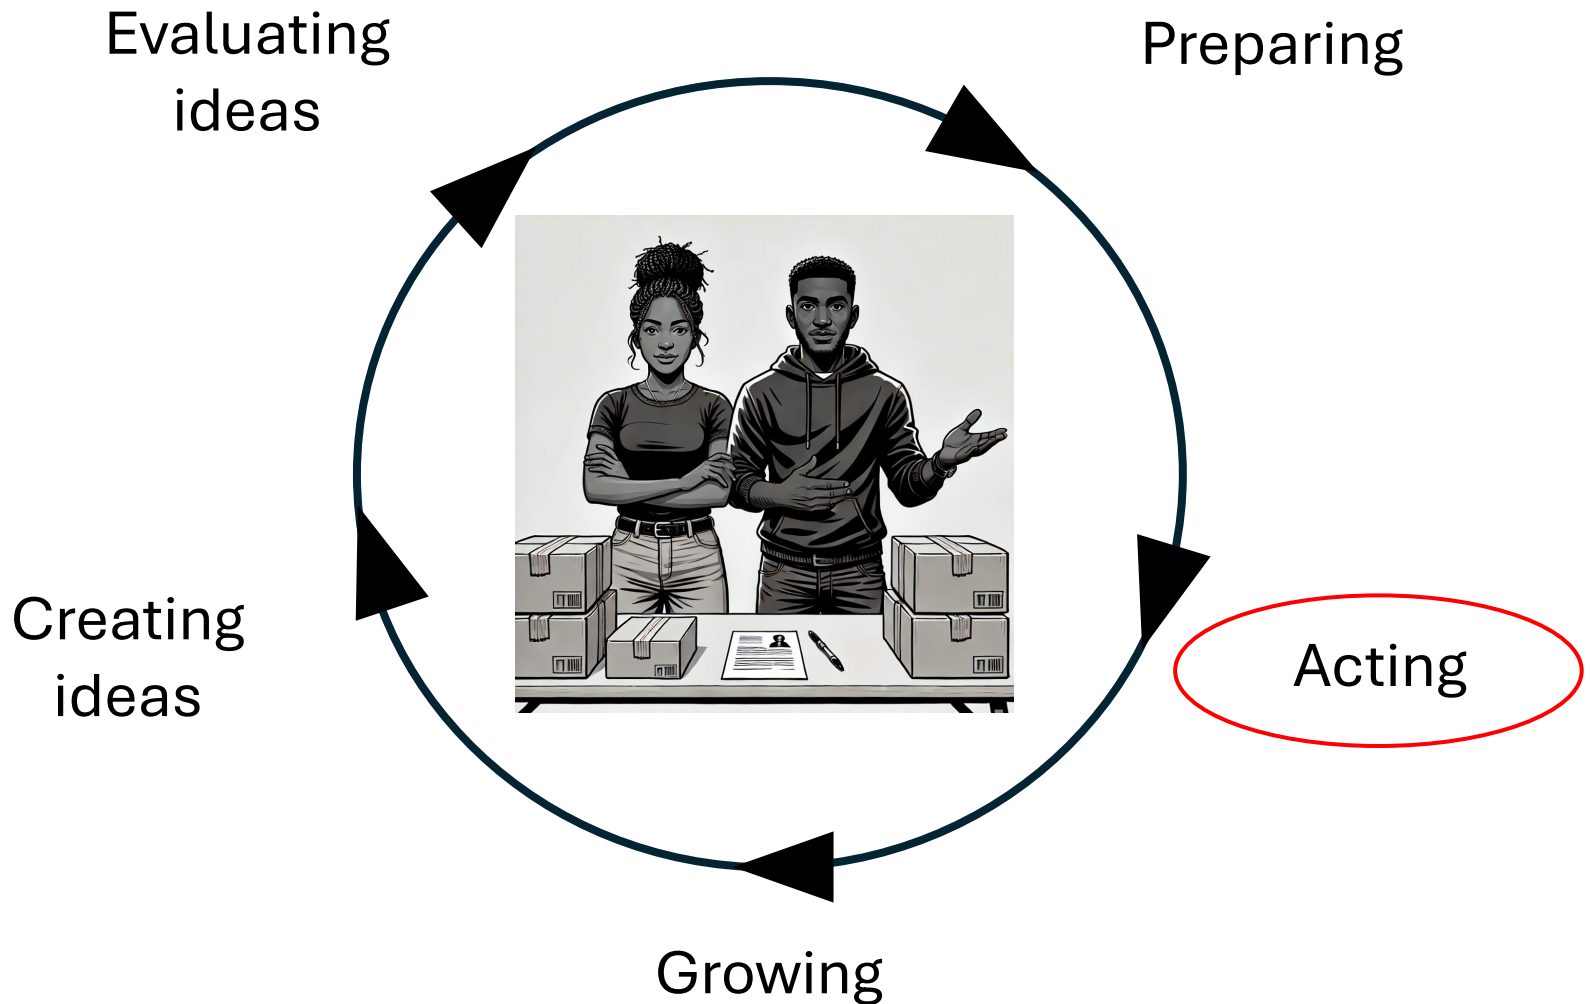 Evaluating
ideas
Preparing
Creating
ideas
Acting
Growing